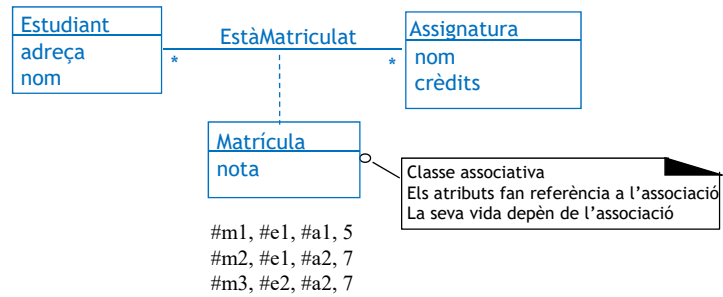 Estudiant
adreça
nom
EstàMatriculat
*
*
Assignatura
nom
crèdits
Matrícula
nota
Classe associativa
Els atributs fan referència a l'associació
La seva vida depèn de l'associació
#m1, #e1, #a1, 5
#m2, #e1, #a2, 7
#m3, #e2, #a2, 7